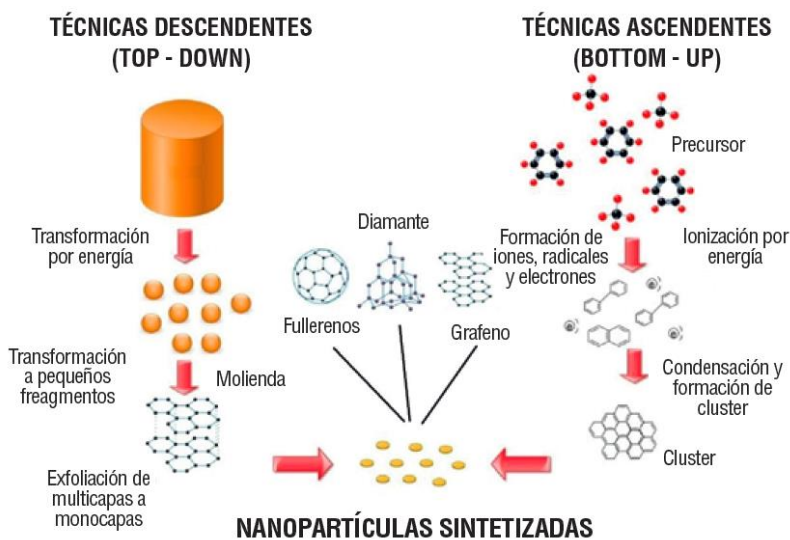 TÉCNICAS DESCENDENTES
(TOP - DOWN)
Transformación
por energía
Transformación
a pequeños
freagmentos
Molienda
Exfoliación de
multicapas a
monocapas
Diamante
Fullerenos
Grafeno
TÉCNICAS ASCENDENTES
(BOTTOM - UP)
Precursor
Formación de
iones, radicales
y electrones
Ionización por
energía
Condensación y
formación de
cluster
Cluster
NANOPARTÍCULAS SINTETIZADAS